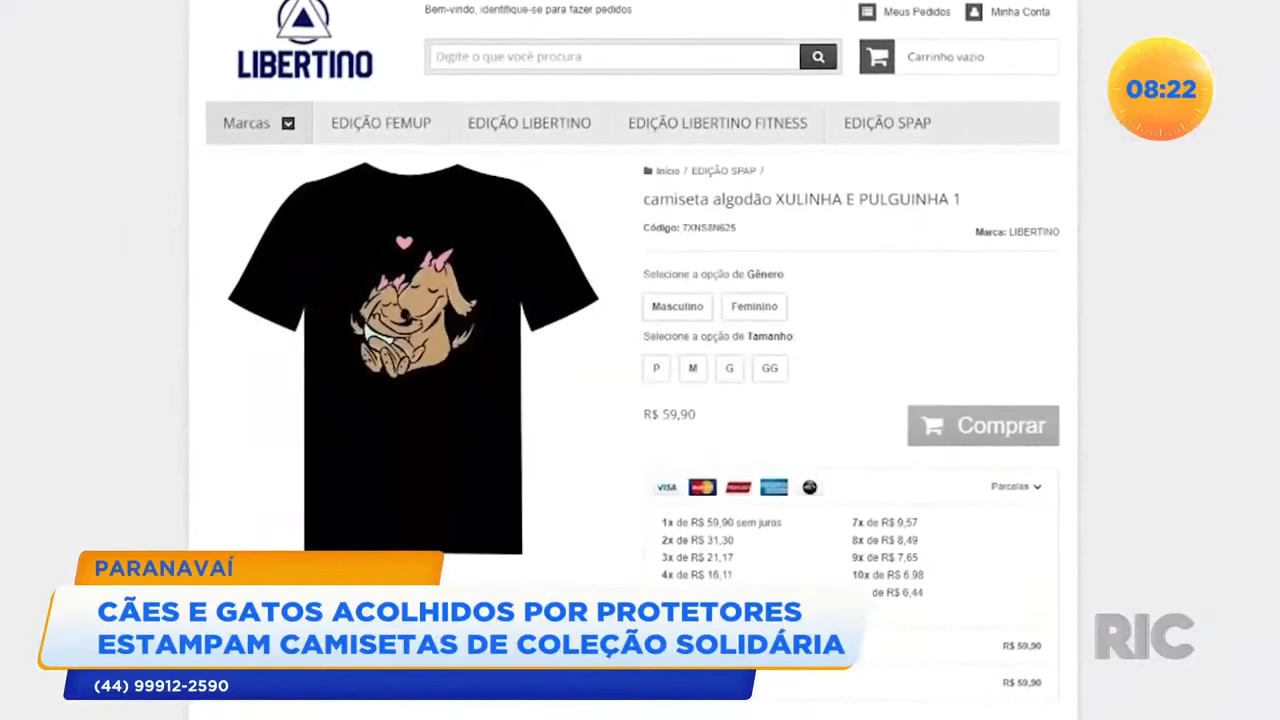 LIBERTINO
Bem-vindo, identifique-se para fazer pedidos
Meus Pedidos
Minha Conta
Digite o que você procura
Carrinho vazio
08:22
Marcas
EDIÇÃO FEMUP
EDIÇÃO LIBERTINO
EDIÇÃO LIBERTINO FITNESS
EDIÇÃO SPAP
Início / EDIÇÃO SPAP /
camiseta algodão XULINHA E PULGUINHA 1
Código: 7XNS8N625
Marca: LIBERTINO
Selecione a opção de Gênero
Masculino
Feminino
Selecione a opção de Tamanho:
P
M
G
GG
R$ 59,90
Comprar
VISA
Parcelas
1x de R$ 59,90 sem juros
2x de R$ 31,30
3x de R$ 21,17
4x de R$ 16,11
7x de R$ 9,57
8x de R$ 8,49
9x de R$ 7,65
10x de R$ 6,98
de R$ 6,44
R$ 59,90
R$ 59,90
PARANAVAÍ
CÃES E GATOS ACOLHIDOS POR PROTETORES
ESTAMPAM CAMISETAS DE COLEÇÃO SOLIDÁRIA
(44) 99912-2590
RIC